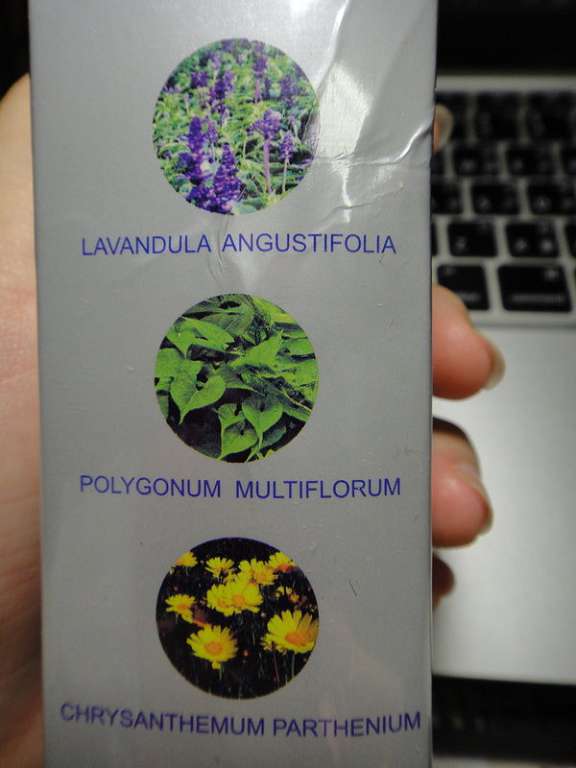 LAVANDULA ANGUSTIFOLIA
POLYGONUM MULTIFLORUM
CHRYSANTHEMUM PARTHENIUM